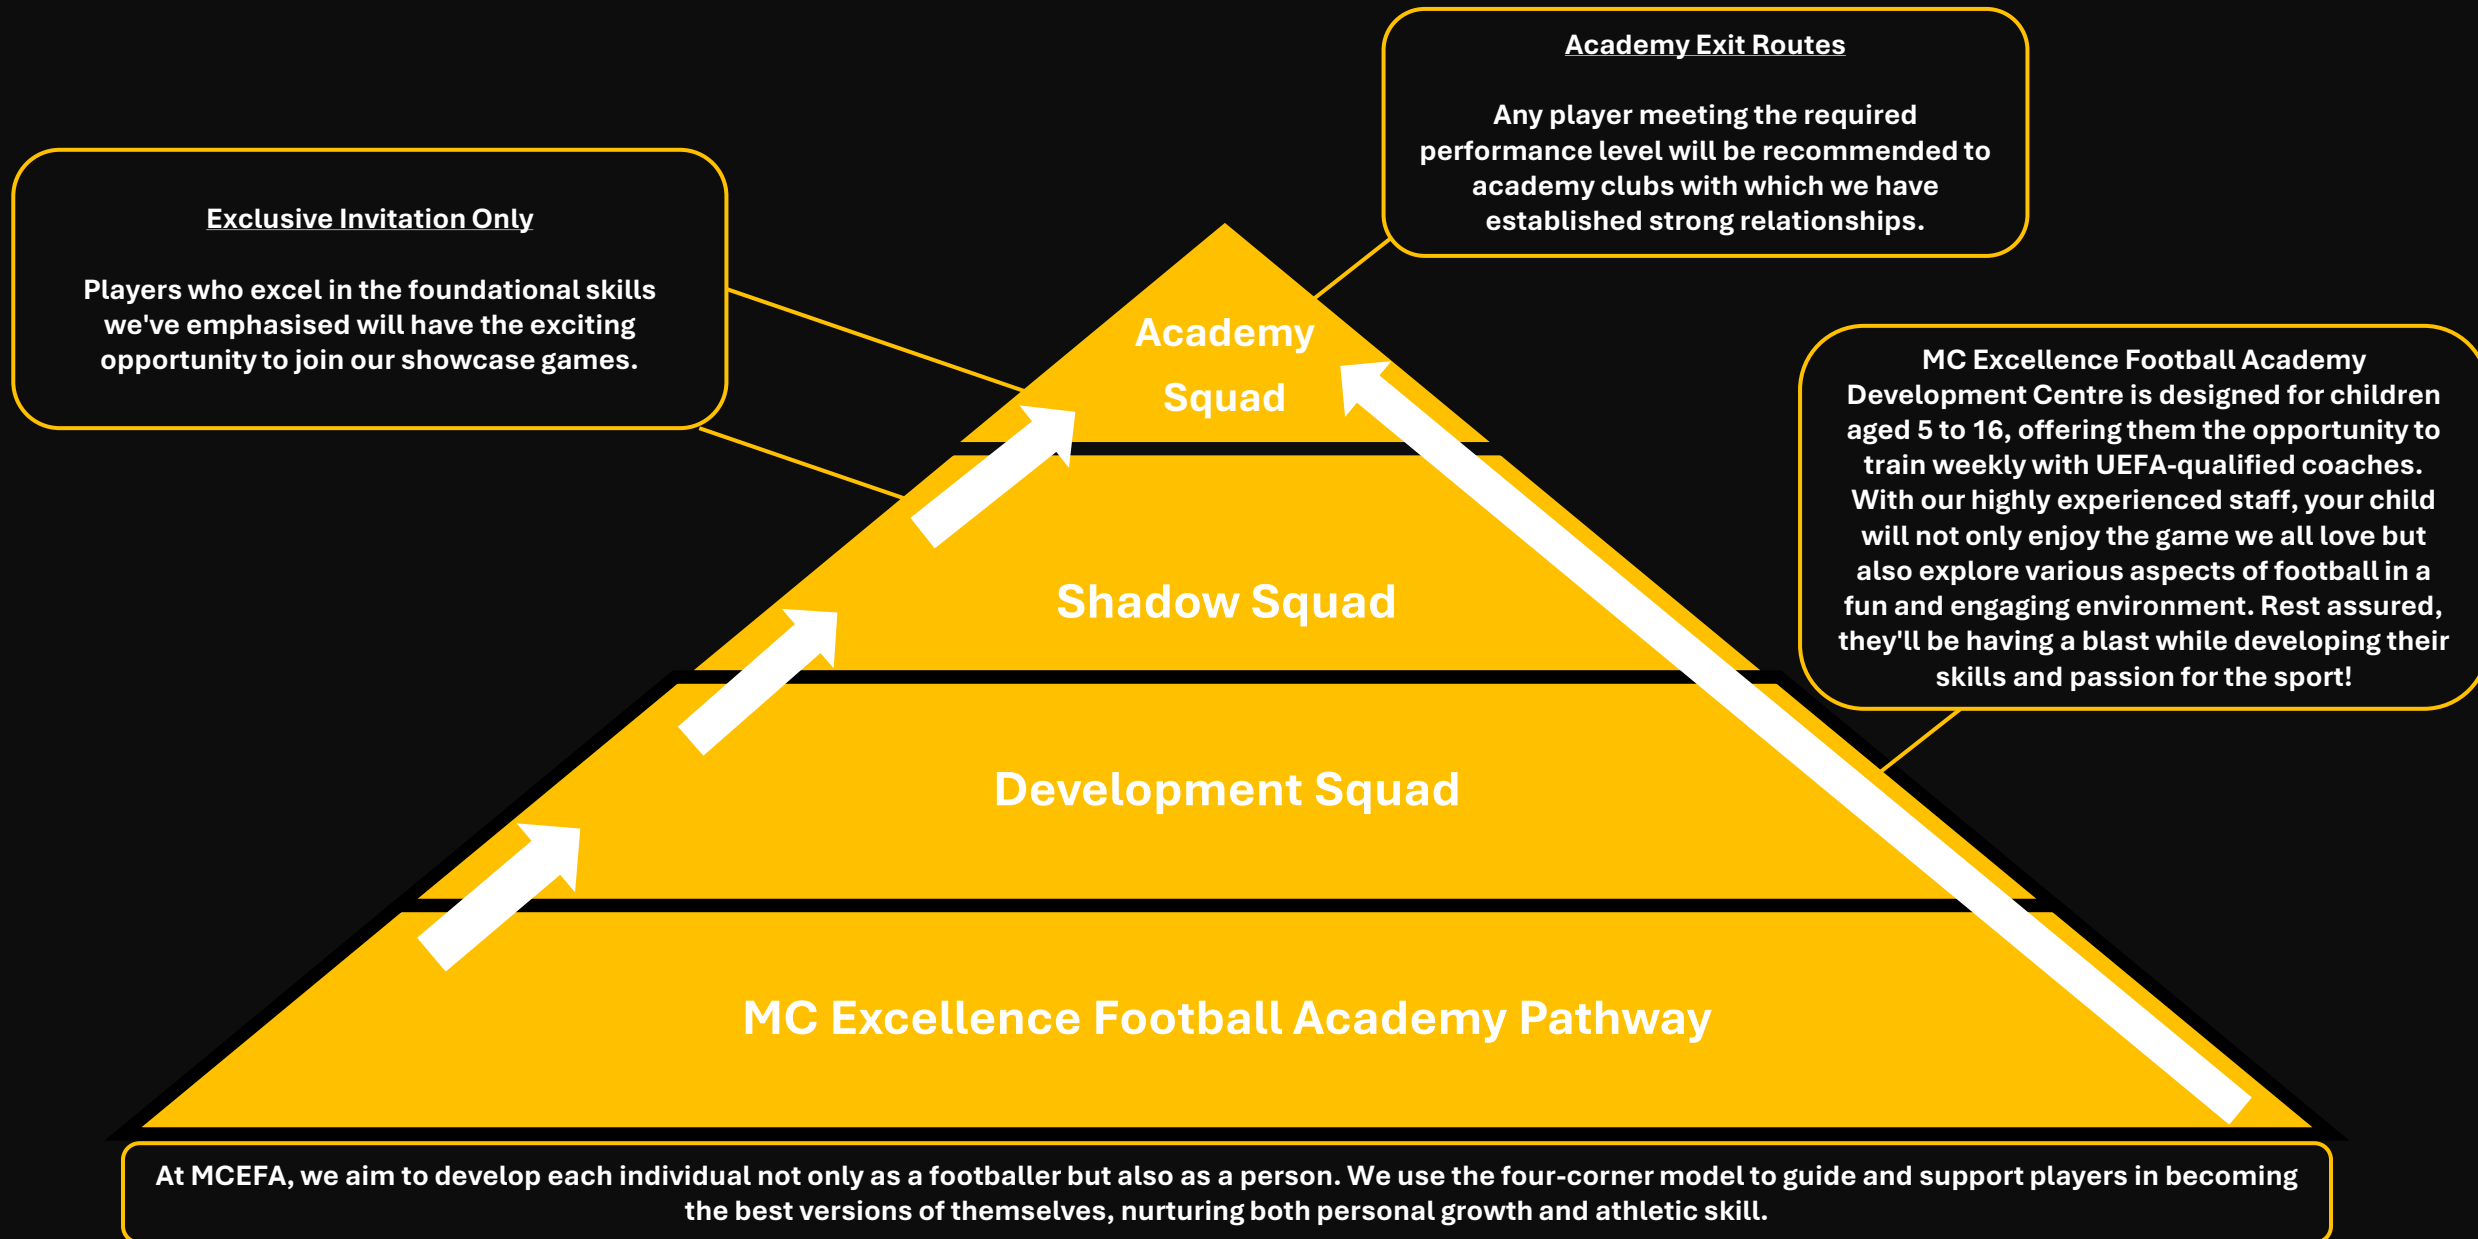 Academy Exit Routes
Any player meeting the required
performance level will be recommended to
academy clubs with which we have
established strong relationships.
Exclusive Invitation Only
Players who excel in the foundational skills
we've emphasised will have the exciting
opportunity to join our showcase games.
Academy
Squad
MC Excellence Football Academy
Development Centre is designed for children
aged 5 to 16, offering them the opportunity to
train weekly with UEFA-qualified coaches.
With our highly experienced staff, your child
will not only enjoy the game we all love but
also explore various aspects of football in a
fun and engaging environment. Rest assured,
they'll be having a blast while developing their
skills and passion for the sport!
Shadow Squad
Development Squad
MC Excellence Football Academy Pathway
At MCEFA, we aim to develop each individual not only as a footballer but also as a person. We use the four-corner model to guide and support players in becoming
the best versions of themselves, nurturing both personal growth and athletic skill.